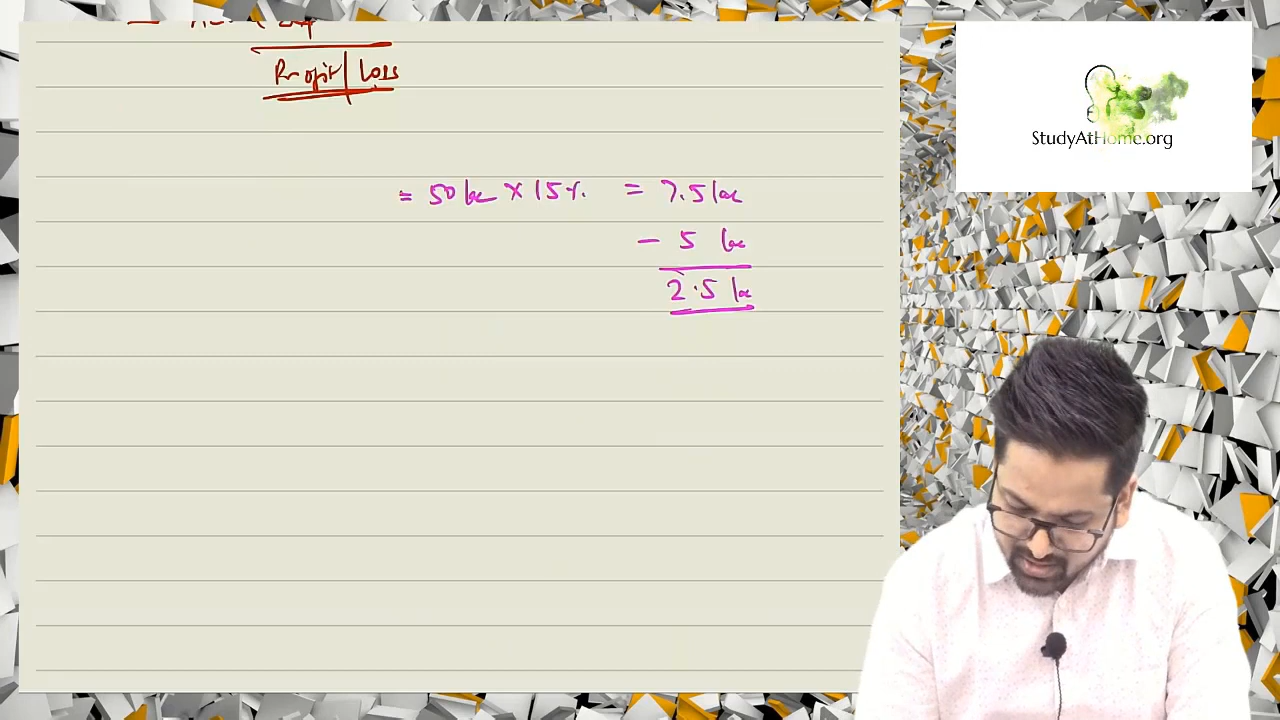 Profit | Loss
= 50 lac × 15% = 7.5 lac
- 5 lac
2.5 lac
StudyAtHome.org